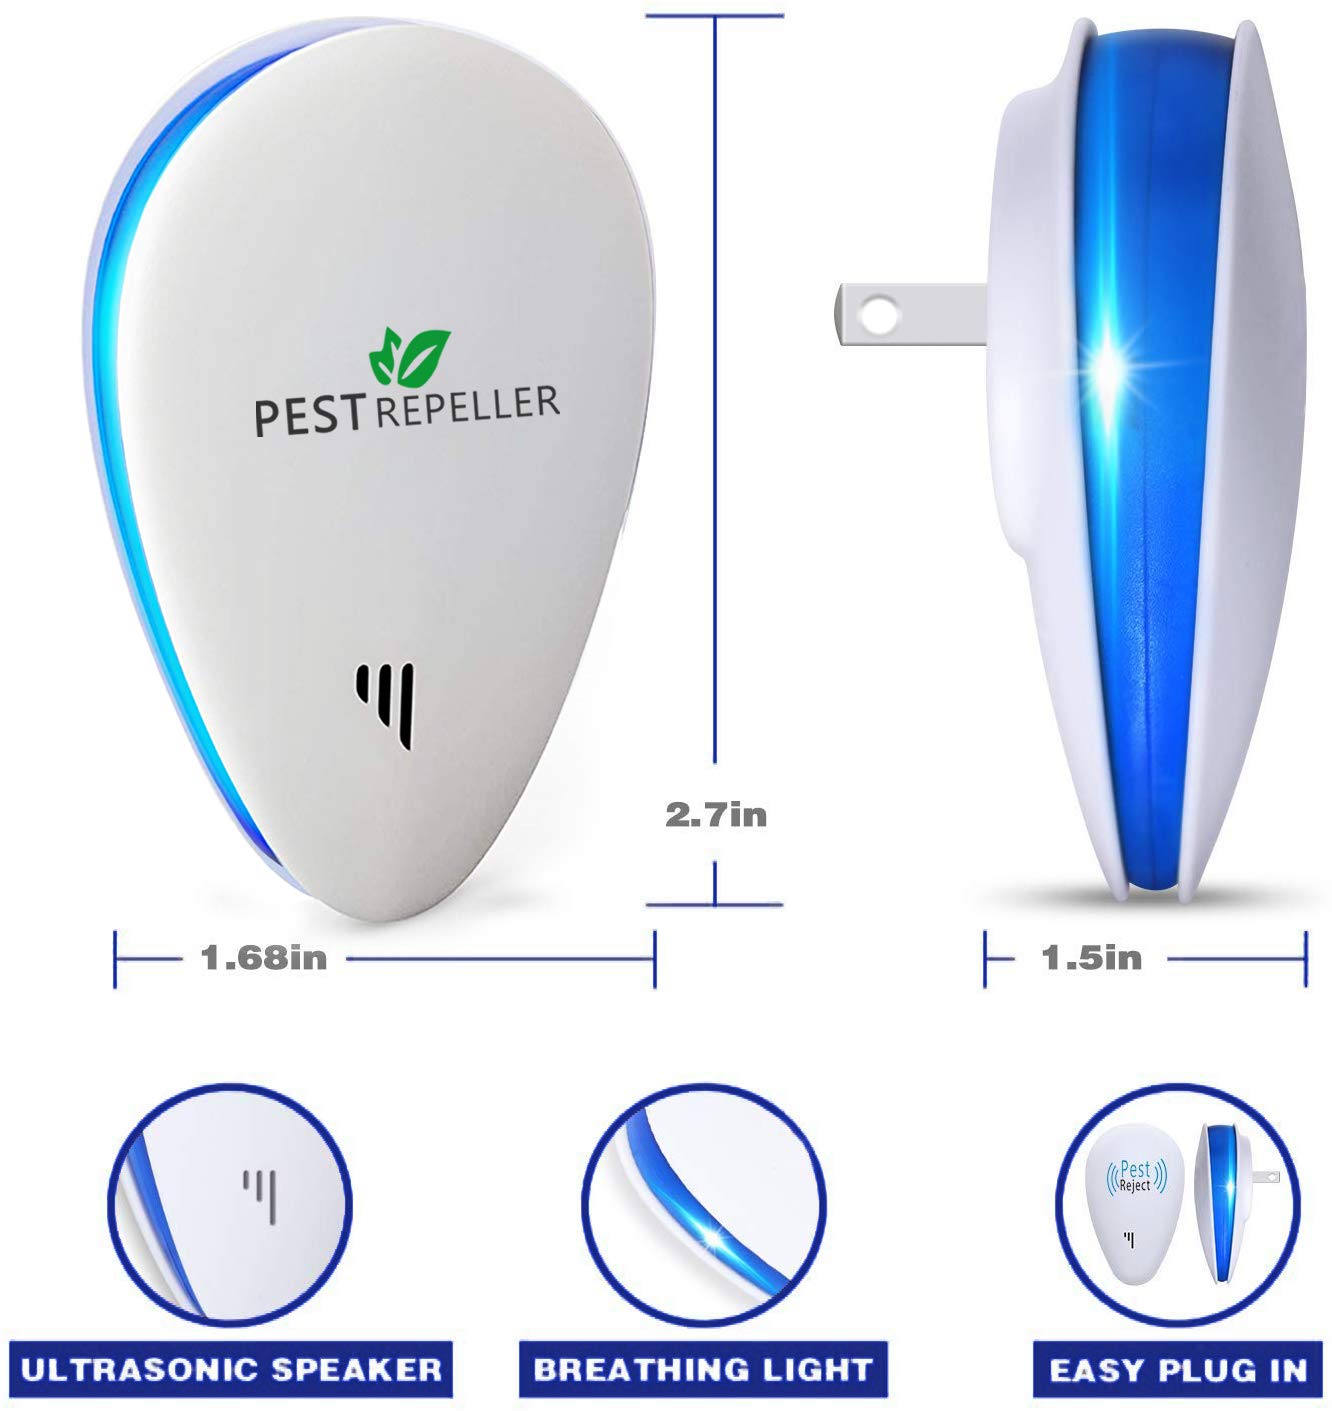 PEST REPELLER
2.7in
1.68in
1.5in
Pest
Reject
ULTRASONIC SPEAKER
BREATHING LIGHT
EASY PLUG IN